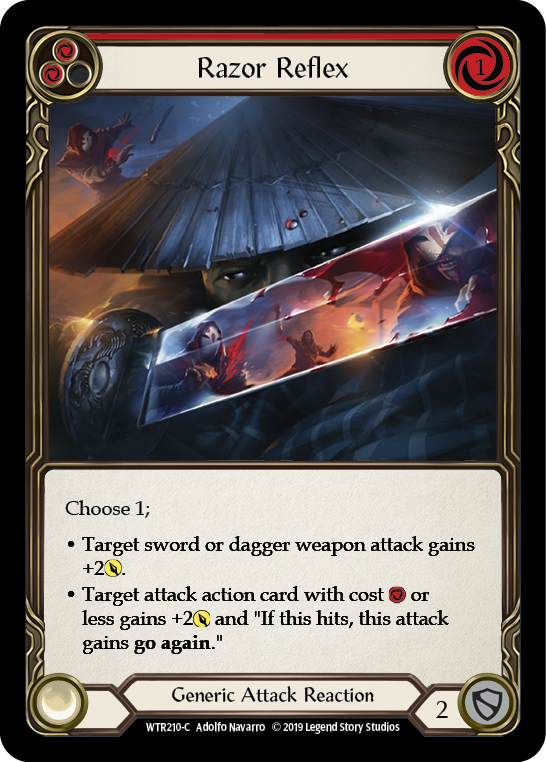 Razor Reflex
1
Choose 1;
• Target sword or dagger weapon attack gains
+2.
• Target attack action card with cost or
less gains +2 and "If this hits, this attack
gains go again."
Generic Attack Reaction
2
WTR210-C Adolfo Navarro © 2019 Legend Story Studios